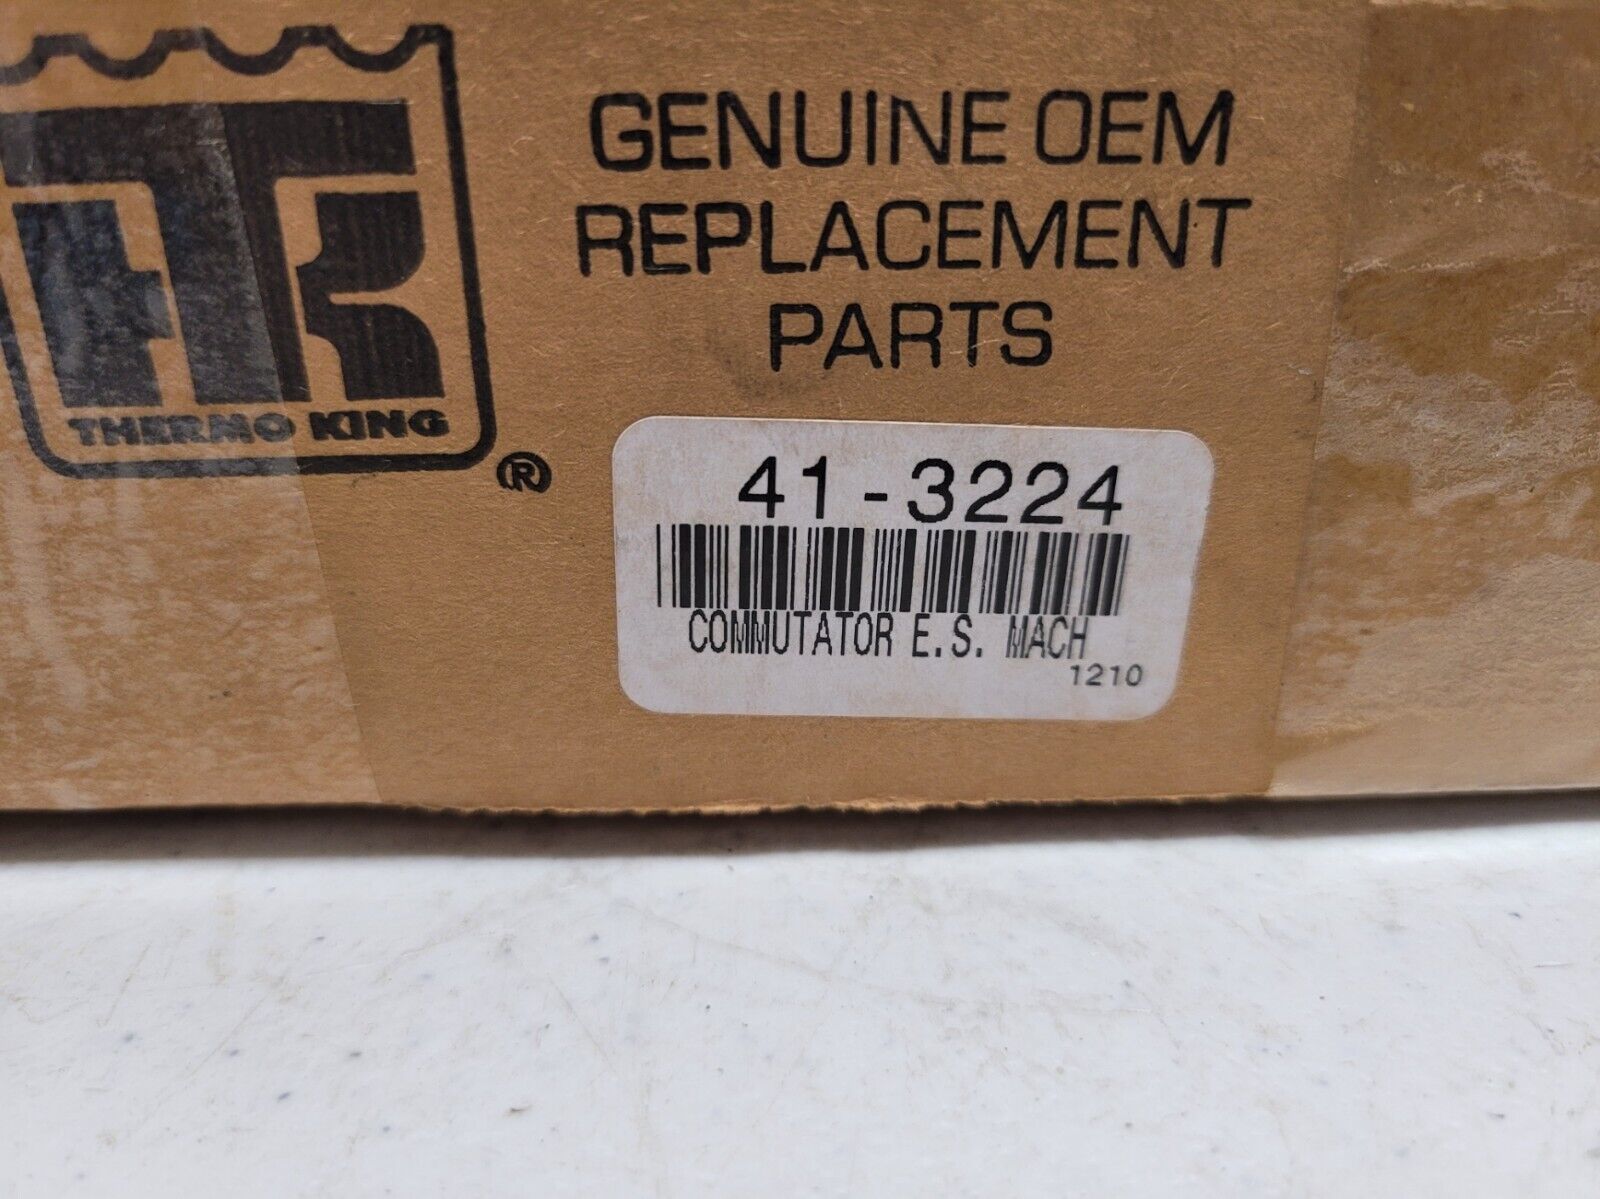 THERMO KING
®
GENUINE OEM
REPLACEMENT
PARTS
41-3224
COMMUTATOR E.S. MACH
1210